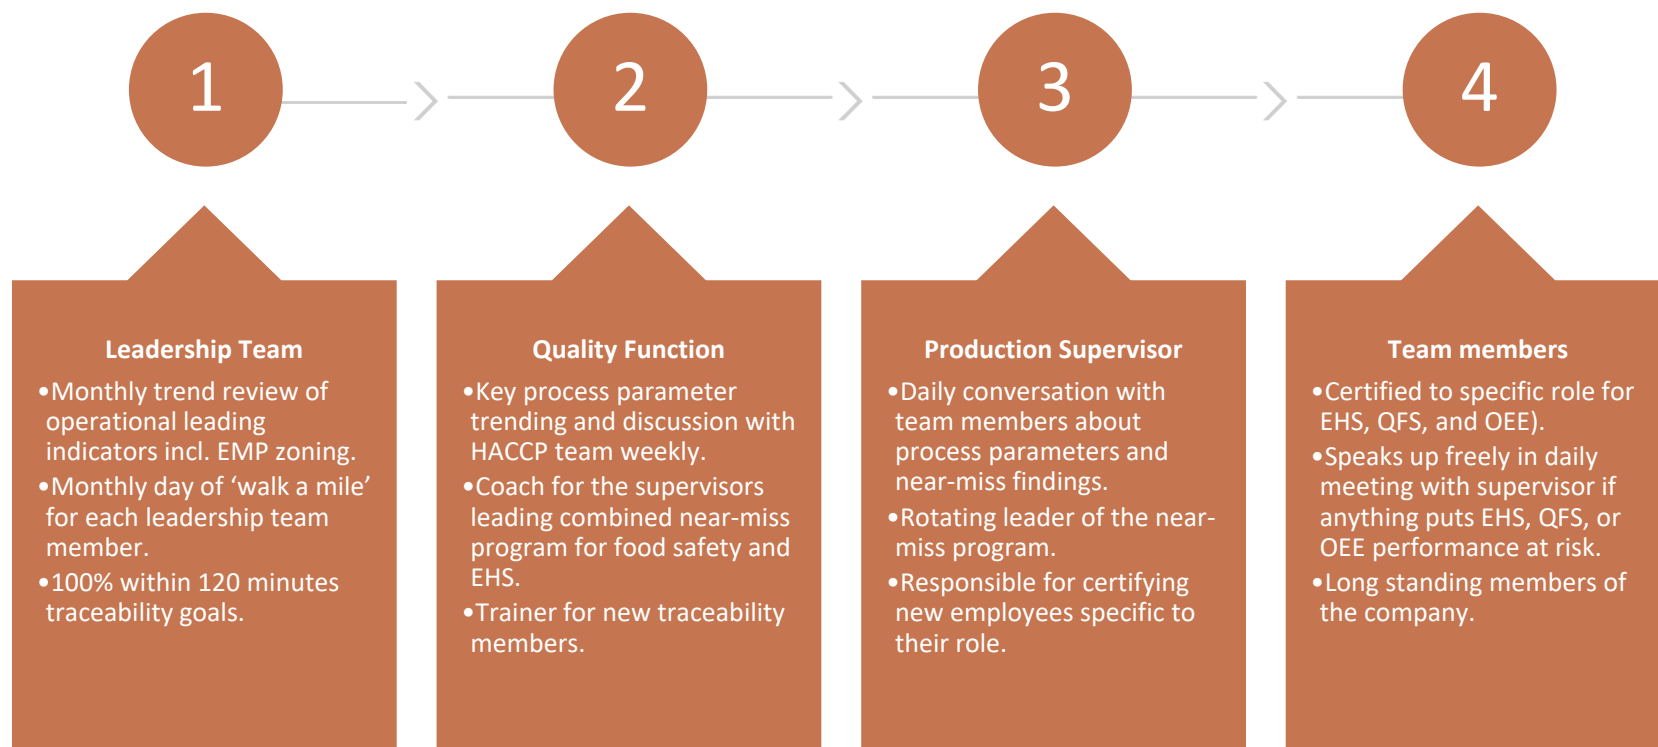 1
2
3
4
Leadership Team
•Monthly trend review of
operational leading
indicators incl. EMP zoning.
•Monthly day of ‘walk a mile’
for each leadership team
member.
•100% within 120 minutes
traceability goals.
Quality Function
•Key process parameter
trending and discussion with
HACCP team weekly.
•Coach for the supervisors
leading combined near-miss
program for food safety and
EHS.
•Trainer for new traceability
members.
Production Supervisor
•Daily conversation with
team members about
process parameters and
near-miss findings.
•Rotating leader of the near-
miss program.
•Responsible for certifying
new employees specific to
their role.
Team members
•Certified to specific role for
EHS, QFS, and OEE).
•Speaks up freely in daily
meeting with supervisor if
anything puts EHS, QFS, or
OEE performance at risk.
•Long standing members of
the company.